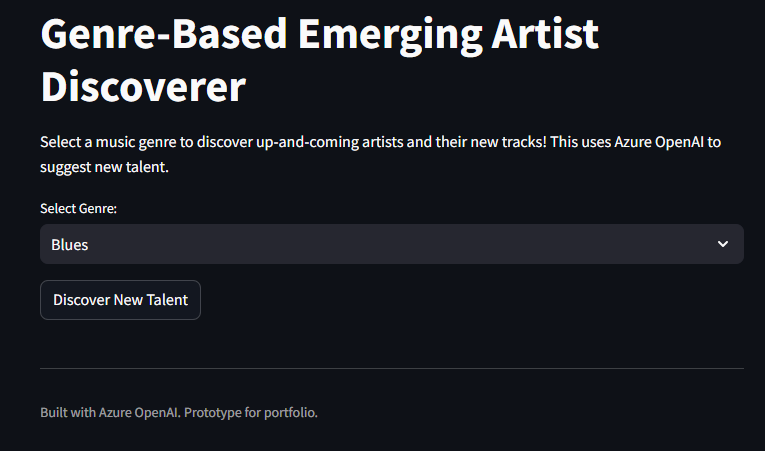 Genre-Based Emerging Artist
Discoverer
Select a music genre to discover up-and-coming artists and their new tracks! This uses Azure OpenAI to
suggest new talent.
Select Genre:
Blues
Discover New Talent
Built with Azure OpenAI. Prototype for portfolio.